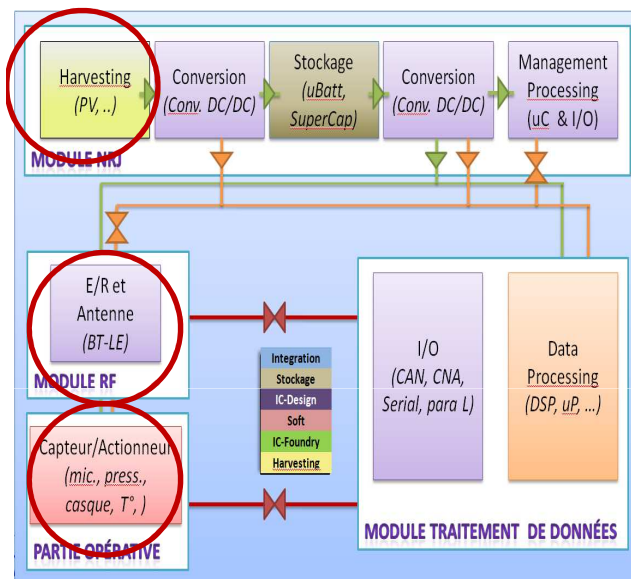 Harvesting
(PV, ..)
Conversion
(Conv. DC/DC)
Stockage
(uBatt,
SuperCap)
Conversion
(Conv. DC/DC)
Management
Processing
(uC & I/O)
MODULE NRJ
E/R et
Antenne
(BT-LE)
MODULE RF
Capteur/Actionneur
(mic., press.,
casque, T°, )
PARTIE OPÉRATIVE
Integration
Stockage
IC-Design
Soft
IC-Foundry
Harvesting
I/O
(CAN, CNA,
Serial, para L)
Data
Processing
(DSP, uP, ...)
MODULE TRAITEMENT DE DONNÉES